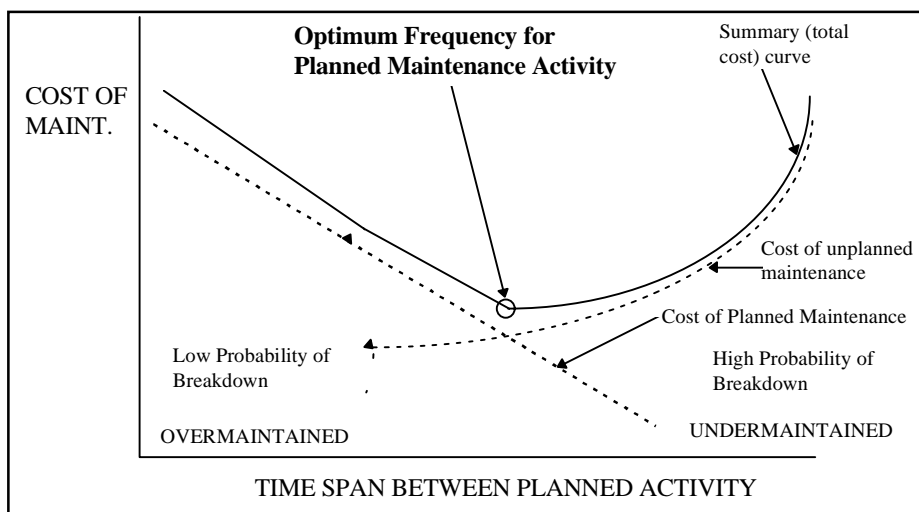 Optimum Frequency for
Planned Maintenance Activity
Summary (total
cost) curve
COST OF
MAINT.
Cost of unplanned
maintenance
Cost of Planned Maintenance
Low Probability of
Breakdown
High Probability of
Breakdown
OVERMAINTAINED
UNDERMAINTAINED
TIME SPAN BETWEEN PLANNED ACTIVITY